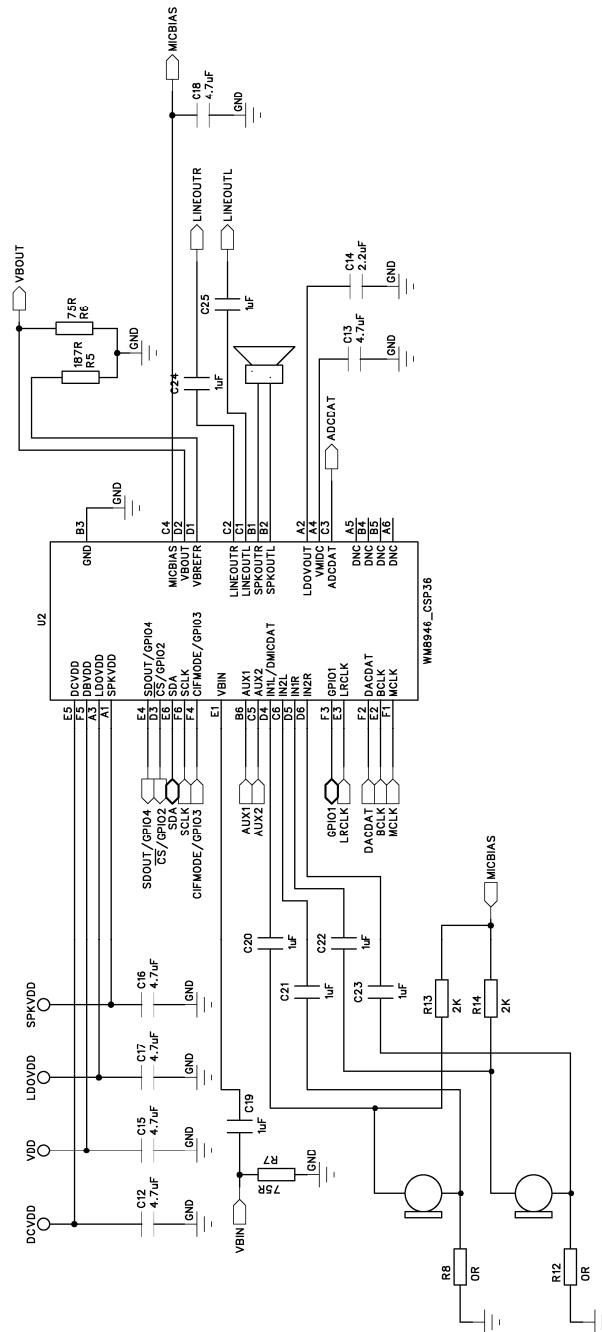 DCVDD
VDD
LDOVDD
SPKVDD
C12
4.7uF
GND
C15
4.7uF
GND
C17
4.7uF
GND
C16
4.7uF
GND
VBIN
R7
75R
GND
C19
1uF
SDOUT/GPIO4
CS/GPIO2
SDA
SCLK
CIFMODE/GPIO3
AUX1
AUX2
GPIO1
LRCLK
DACDAT
BCLK
MCLK
C20
1uF
C21
1uF
C22
1uF
C23
1uF
R13
2K
R14
2K
MICBIAS
R8
0R
R12
0R
U2
E5 DCVDD
F5 DBVDD
A3 LDOVDD
A1 SPKVDD
E4 SDOUT/GPIO4
D3 CS/GPIO2
E6 SDA
F6 SCLK
F4 CIFMODE/GPIO3
E1 VBIN
B6 AUX1
C5 AUX2
D4 IN1L/DMICDAT
C6 IN2L
D5 IN1R
D6 IN2R
F3 GPIO1
E3 LRCLK
F2 DACDAT
E2 BCLK
F1 MCLK
GND B3
MICBIAS C4
VBOUT D2
VBREFR D1
LINEOUTR C2
LINEOUTL C1
SPKOUTR B1
SPKOUTL B2
LDOVOUT A2
VMIDC A4
ADCDAT C3
DNC A5
DNC B4
DNC B5
DNC A6
WM8946_CSP36
GND
VBOUT
75R
R6
187R
R5
GND
MICBIAS
C18
4.7uF
GND
LINEOUTR
LINEOUTL
C24
1uF
C25
1uF
C14
2.2uF
GND
C13
4.7uF
GND
ADCDAT